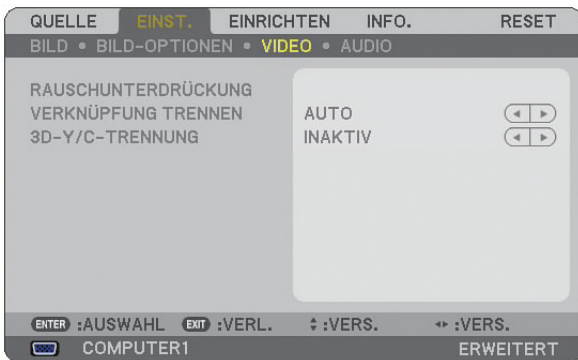 QUELLE EINST. EINRICHTEN INFO. RESET
BILD • BILD-OPTIONEN • VIDEO • AUDIO
RAUSCHUNTERDRÜCKUNG
VERKNÜPFUNG TRENNEN AUTO
3D-Y/C-TRENNUNG INAKTIV
ENTER :AUSWAHL EXIT :VERL. :VERS. :VERS.
COMPUTER1 ERWEITERT